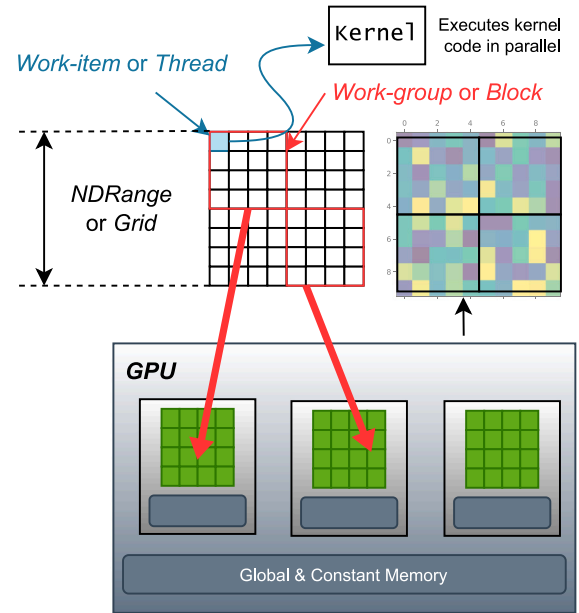 Kernel
Executes kernel
code in parallel
Work-item or Thread
Work-group or Block
0 2 4 6 8
0
2
4
6
8
NDRange
or Grid
GPU
Global & Constant Memory